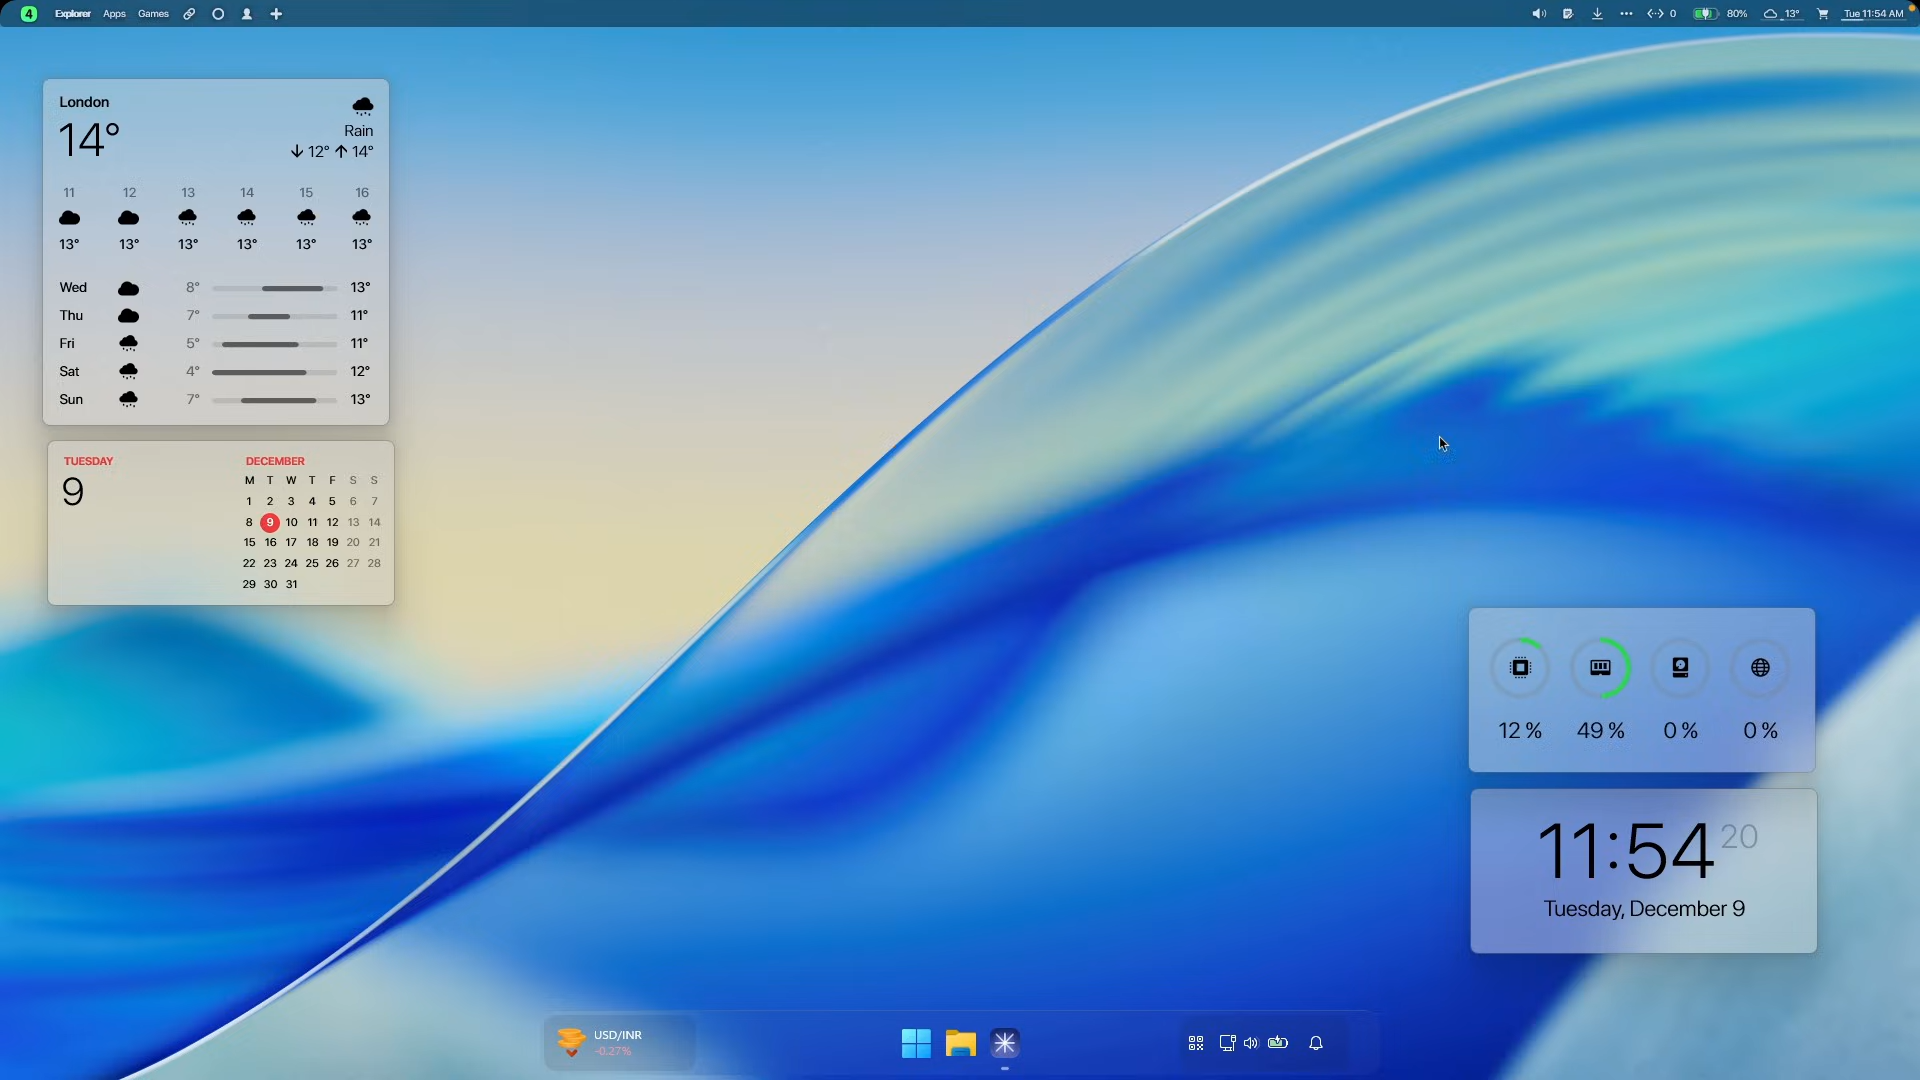 4 Explorer Apps Games
0 80% 13° Tue 11:54 AM
London
14°
Rain
↓ 12° ↑ 14°
11 12 13 14 15 16
13° 13° 13° 13° 13° 13°
Wed 8° 13°
Thu 7° 11°
Fri 5° 11°
Sat 4° 12°
Sun 7° 13°
TUESDAY
9
DECEMBER
M T W T F S S
1 2 3 4 5 6 7
8 9 10 11 12 13 14
15 16 17 18 19 20 21
22 23 24 25 26 27 28
29 30 31
12 % 49 % 0 % 0 %
11:54 20
Tuesday, December 9
USD/INR
-0.27%